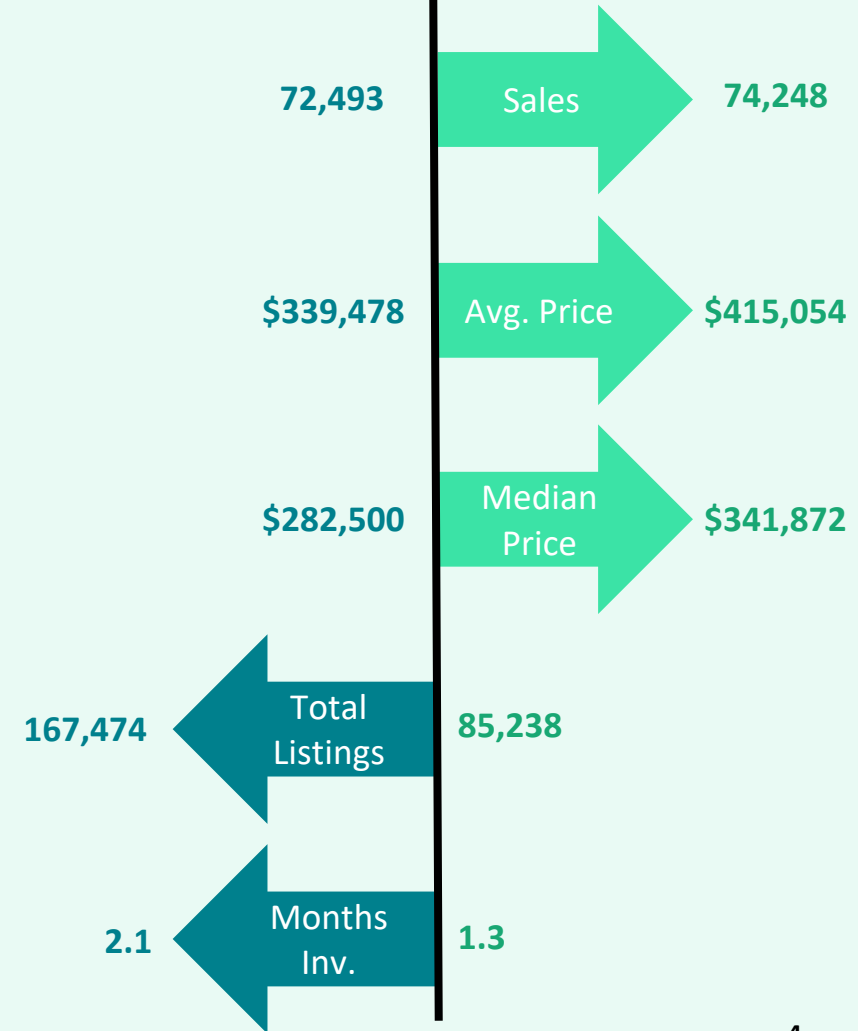 72,493 Sales 74,248
$339,478 Avg. Price $415,054
$282,500 Median Price $341,872
167,474 Total Listings 85,238
2.1 Months Inv. 1.3